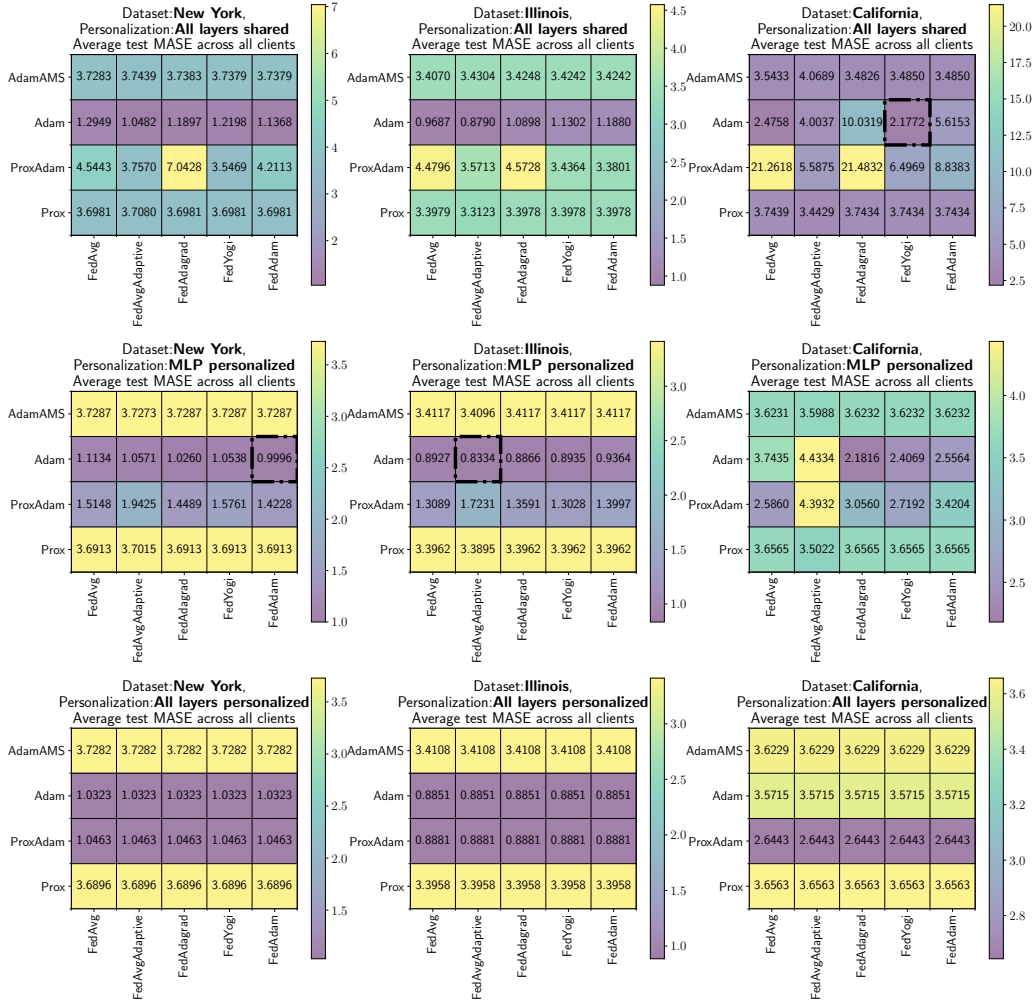 Dataset:New York,
Personalization:All layers shared
Average test MASE across all clients
AdamAMS 3.7283 3.7439 3.7383 3.7379 3.7379
Adam 1.2949 1.0482 1.1897 1.2198 1.1368
ProxAdam 4.5443 3.7570 7.0428 3.5469 4.2113
Prox 3.6981 3.7080 3.6981 3.6981 3.6981
FedAvg FedAvgAdaptive FedAdagrad FedYogi FedAdam
7
6
5
4
3
2
Dataset:Illinois,
Personalization:All layers shared
Average test MASE across all clients
AdamAMS 3.4070 3.4304 3.4248 3.4242 3.4242
Adam 0.9687 0.8790 1.0898 1.1302 1.1880
ProxAdam 4.4796 3.5713 4.5728 3.4364 3.3801
Prox 3.3979 3.3123 3.3978 3.3978 3.3978
FedAvg FedAvgAdaptive FedAdagrad FedYogi FedAdam
4.5
4.0
3.5
3.0
2.5
2.0
1.5
1.0
Dataset:California,
Personalization:All layers shared
Average test MASE across all clients
AdamAMS 3.5433 4.0689 3.4826 3.4850 3.4850
Adam 2.4758 4.0037 10.0319 2.1772 5.6153
ProxAdam 21.2618 5.5875 21.4832 6.4969 8.8383
Prox 3.7439 3.4429 3.7434 3.7434 3.7434
FedAvg FedAvgAdaptive FedAdagrad FedYogi FedAdam
20.0
17.5
15.0
12.5
10.0
7.5
5.0
2.5
Dataset:New York,
Personalization:MLP personalized
Average test MASE across all clients
AdamAMS 3.7287 3.7273 3.7287 3.7287 3.7287
Adam 1.1134 1.0571 1.0260 1.0538 0.9996
ProxAdam 1.5148 1.9425 1.4489 1.5761 1.4228
Prox 3.6913 3.7015 3.6913 3.6913 3.6913
FedAvg FedAvgAdaptive FedAdagrad FedYogi FedAdam
3.5
3.0
2.5
2.0
1.5
1.0
Dataset:Illinois,
Personalization:MLP personalized
Average test MASE across all clients
AdamAMS 3.4117 3.4096 3.4117 3.4117 3.4117
Adam 0.8927 0.8334 0.8866 0.8935 0.9364
ProxAdam 1.3089 1.7231 1.3591 1.3028 1.3997
Prox 3.3962 3.3895 3.3962 3.3962 3.3962
FedAvg FedAvgAdaptive FedAdagrad FedYogi FedAdam
3.0
2.5
2.0
1.5
1.0
Dataset:California,
Personalization:MLP personalized
Average test MASE across all clients
AdamAMS 3.6231 3.5988 3.6232 3.6232 3.6232
Adam 3.7435 4.4334 2.1816 2.4069 2.5564
ProxAdam 2.5860 4.3932 3.0560 2.7192 3.4204
Prox 3.6565 3.5022 3.6565 3.6565 3.6565
FedAvg FedAvgAdaptive FedAdagrad FedYogi FedAdam
4.0
3.5
3.0
2.5
Dataset:New York,
Personalization:All layers personalized
Average test MASE across all clients
AdamAMS 3.7282 3.7282 3.7282 3.7282 3.7282
Adam 1.0323 1.0323 1.0323 1.0323 1.0323
ProxAdam 1.0463 1.0463 1.0463 1.0463 1.0463
Prox 3.6896 3.6896 3.6896 3.6896 3.6896
FedAvg FedAvgAdaptive FedAdagrad FedYogi FedAdam
3.5
3.0
2.5
2.0
1.5
Dataset:Illinois,
Personalization:All layers personalized
Average test MASE across all clients
AdamAMS 3.4108 3.4108 3.4108 3.4108 3.4108
Adam 0.8851 0.8851 0.8851 0.8851 0.8851
ProxAdam 0.8881 0.8881 0.8881 0.8881 0.8881
Prox 3.3958 3.3958 3.3958 3.3958 3.3958
FedAvg FedAvgAdaptive FedAdagrad FedYogi FedAdam
3.0
2.5
2.0
1.5
1.0
Dataset:California,
Personalization:All layers personalized
Average test MASE across all clients
AdamAMS 3.6229 3.6229 3.6229 3.6229 3.6229
Adam 3.5715 3.5715 3.5715 3.5715 3.5715
ProxAdam 2.6443 2.6443 2.6443 2.6443 2.6443
Prox 3.6563 3.6563 3.6563 3.6563 3.6563
FedAvg FedAvgAdaptive FedAdagrad FedYogi FedAdam
3.6
3.4
3.2
3.0
2.8